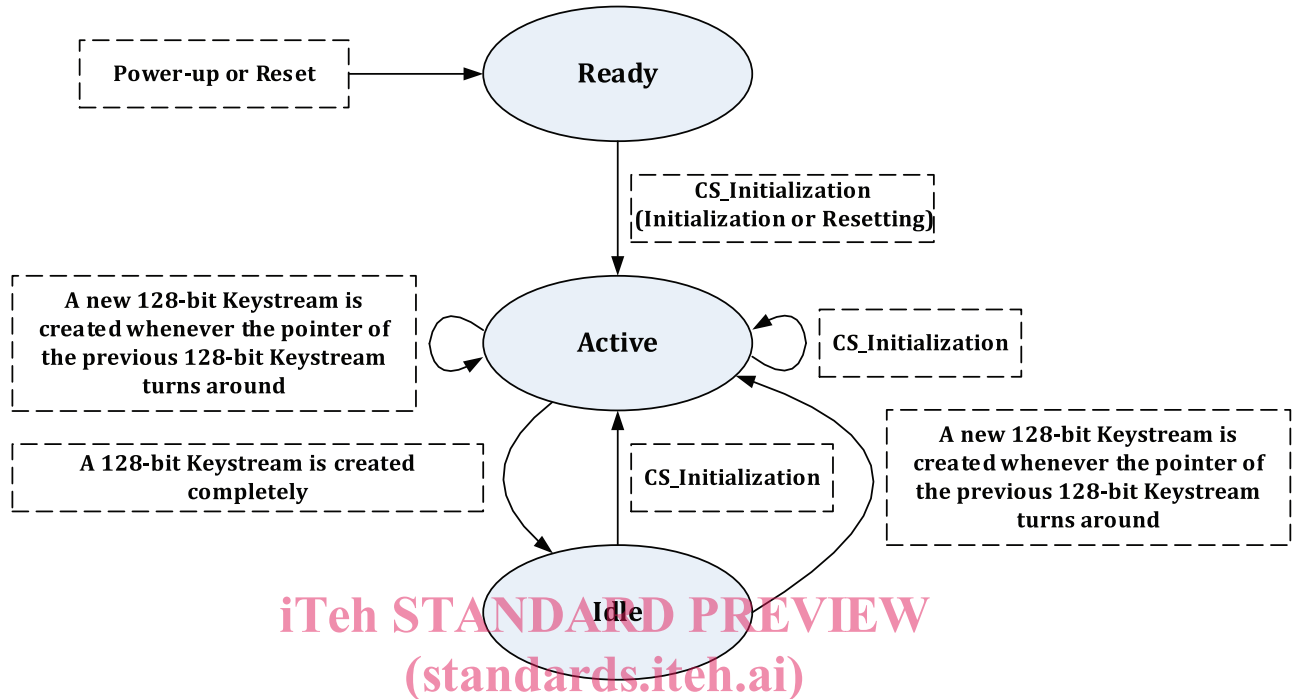 Power-up or Reset
Ready
CS_Initialization
(Initialization or Resetting)
A new 128-bit Keystream is
created whenever the pointer of
the previous 128-bit Keystream
turns around
Active
CS_Initialization
A 128-bit Keystream is created
completely
CS_Initialization
A new 128-bit Keystream is
created whenever the pointer of
the previous 128-bit Keystream
turns around
Idle
iTeh STANDARD PREVIEW
(standards.iteh.ai)